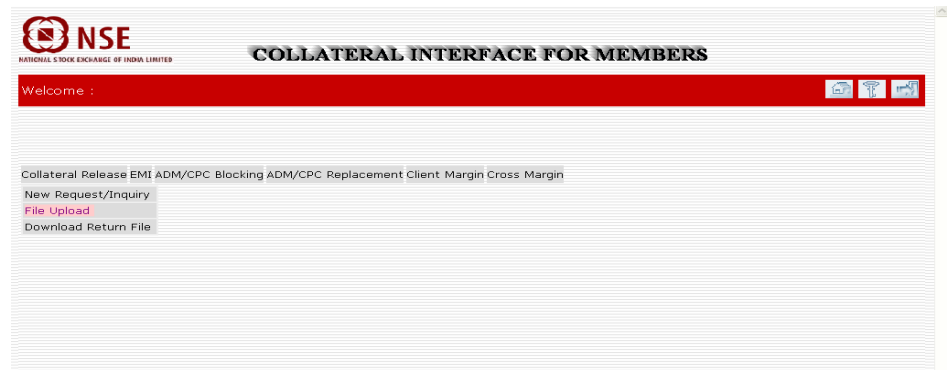 NSE
NATIONAL STOCK EXCHANGE OF INDIA LIMITED
COLLATERAL INTERFACE FOR MEMBERS
Welcome :
Collateral Release EMI ADM/CPC Blocking ADM/CPC Replacement Client Margin Cross Margin
New Request/Inquiry
File Upload
Download Return File